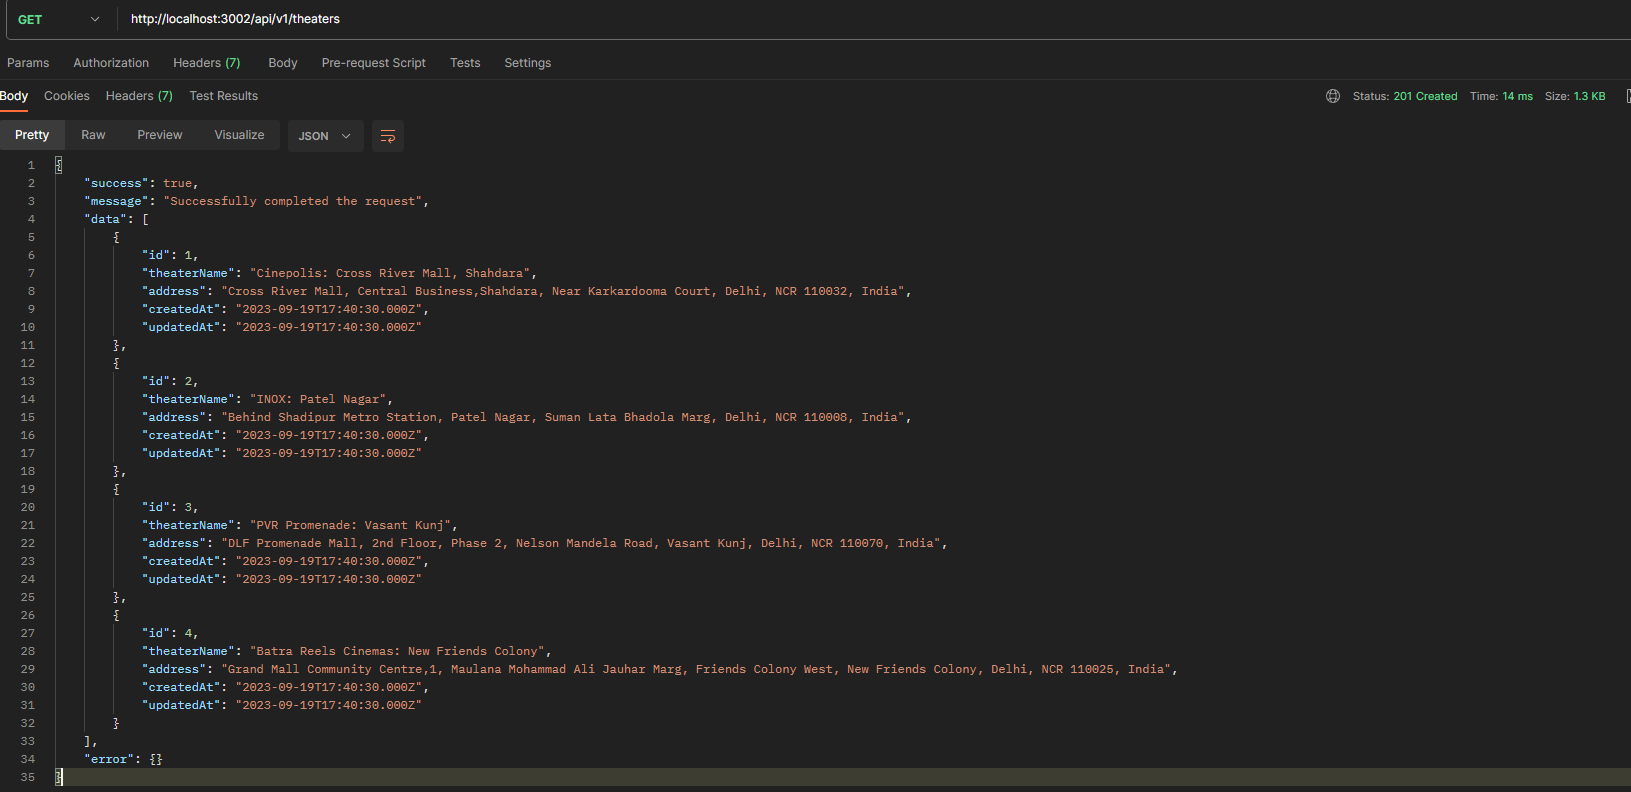 GET http://localhost:3002/api/v1/theaters
Params Authorization Headers (7) Body Pre-request Script Tests Settings
Body Cookies Headers (7) Test Results Status: 201 Created Time: 14 ms Size: 1.3 KB
Pretty Raw Preview Visualize JSON
1 {
2 "success": true,
3 "message": "Successfully completed the request",
4 "data": [
5 {
6 "id": 1,
7 "theaterName": "Cinepolis: Cross River Mall, Shahdara",
8 "address": "Cross River Mall, Central Business,Shahdara, Near Karkardooma Court, Delhi, NCR 110032, India",
9 "createdAt": "2023-09-19T17:40:30.000Z",
10 "updatedAt": "2023-09-19T17:40:30.000Z"
11 },
12 {
13 "id": 2,
14 "theaterName": "INOX: Patel Nagar",
15 "address": "Behind Shadipur Metro Station, Patel Nagar, Suman Lata Bhadola Marg, Delhi, NCR 110008, India",
16 "createdAt": "2023-09-19T17:40:30.000Z",
17 "updatedAt": "2023-09-19T17:40:30.000Z"
18 },
19 {
20 "id": 3,
21 "theaterName": "PVR Promenade: Vasant Kunj",
22 "address": "DLF Promenade Mall, 2nd Floor, Phase 2, Nelson Mandela Road, Vasant Kunj, Delhi, NCR 110070, India",
23 "createdAt": "2023-09-19T17:40:30.000Z",
24 "updatedAt": "2023-09-19T17:40:30.000Z"
25 },
26 {
27 "id": 4,
28 "theaterName": "Batra Reels Cinemas: New Friends Colony",
29 "address": "Grand Mall Community Centre,1, Maulana Mohammad Ali Jauhar Marg, Friends Colony West, New Friends Colony, Delhi, NCR 110025, India",
30 "createdAt": "2023-09-19T17:40:30.000Z",
31 "updatedAt": "2023-09-19T17:40:30.000Z"
32 }
33 ],
34 "error": {}
35 }